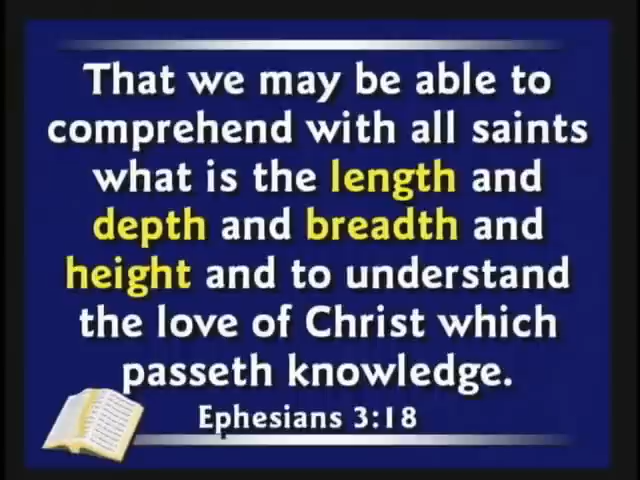 That we may be able to
comprehend with all saints
what is the length and
depth and breadth and
height and to understand
the love of Christ which
passeth knowledge.
Ephesians 3:18